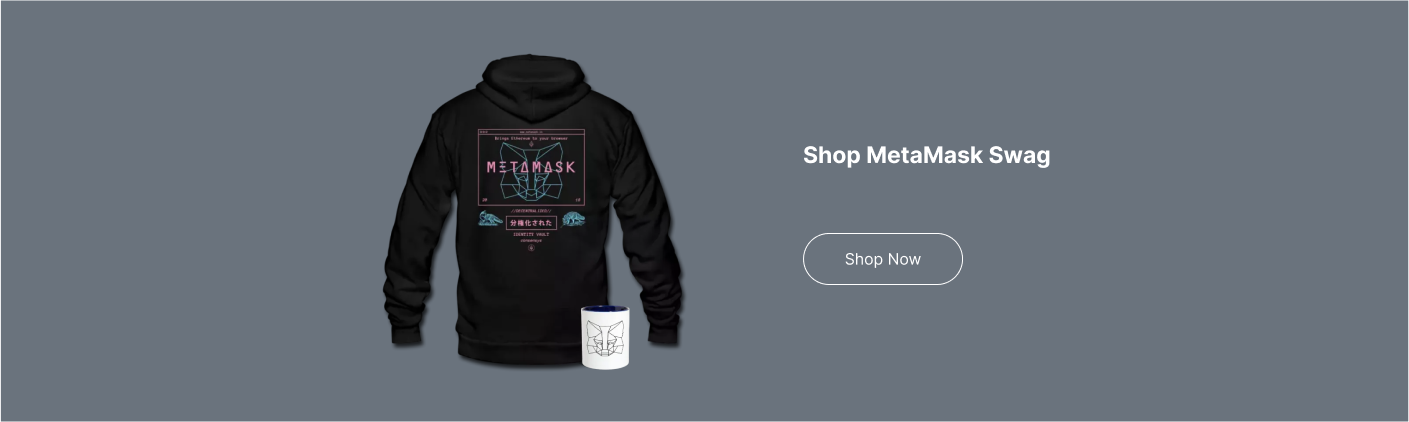 Brings Ethereum to your browser
METAMASK
分権化された
IDENTITY VAULT
Shop MetaMask Swag
Shop Now